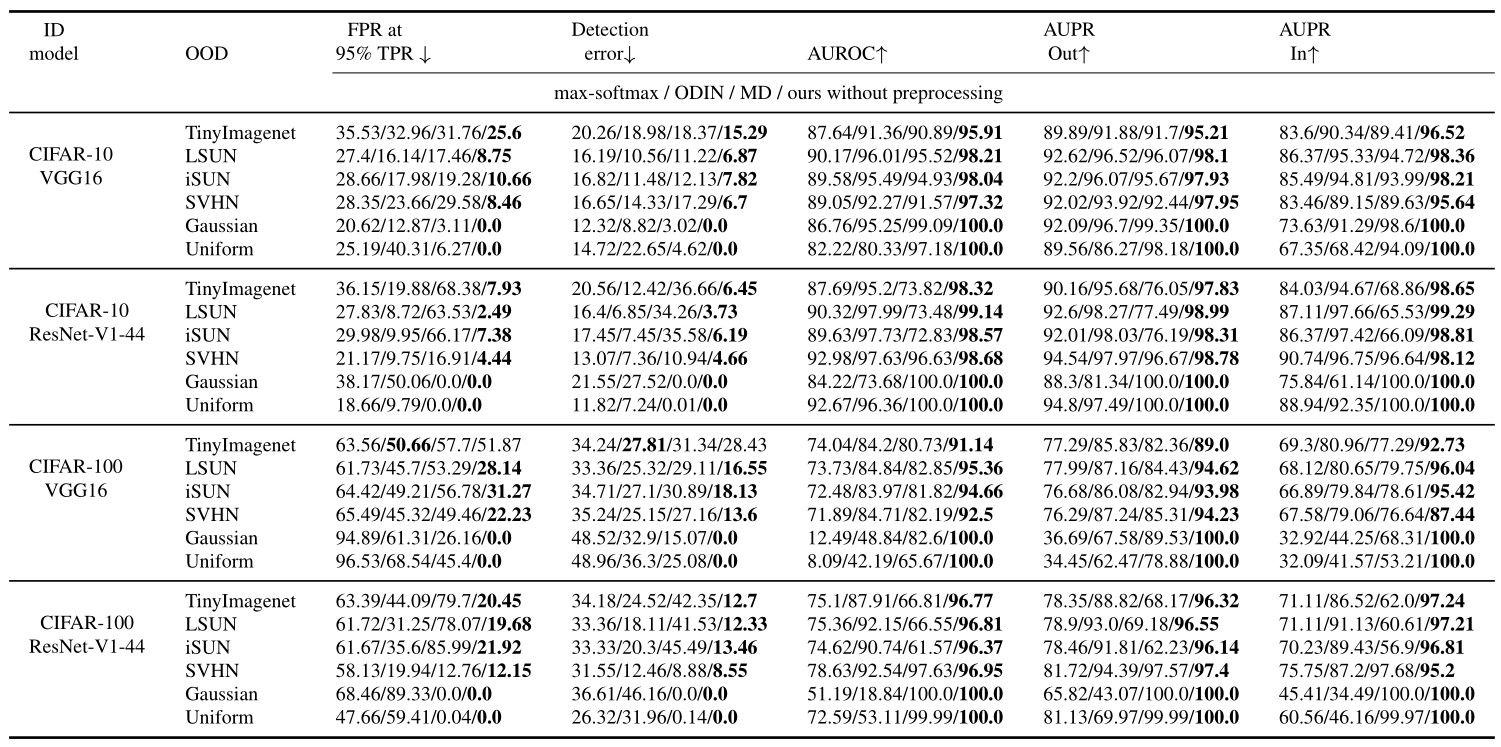 ID FPR at Detection AUPR AUPR
model OOD 95% TPR ↓ error↓ AUROC↑ Out↑ In↑
max-softmax / ODIN / MD / ours without preprocessing
TinyImagenet 35.53/32.96/31.76/25.6 20.26/18.98/18.37/15.29 87.64/91.36/90.89/95.91 89.89/91.88/91.7/95.21 83.6/90.34/89.41/96.52
CIFAR-10 LSUN 27.4/16.14/17.46/8.75 16.19/10.56/11.22/6.87 90.17/96.01/95.52/98.21 92.62/96.52/96.07/98.1 86.37/95.33/94.72/98.36
VGG16 iSUN 28.66/17.98/19.28/10.66 16.82/11.48/12.13/7.82 89.58/95.49/94.93/98.04 92.2/96.07/95.67/97.93 85.49/94.81/93.99/98.21
SVHN 28.35/23.66/29.58/8.46 16.65/14.33/17.29/6.7 89.05/92.27/91.57/97.32 92.02/93.92/92.44/97.95 83.46/89.15/89.63/95.64
Gaussian 20.62/12.87/3.11/0.0 12.32/8.82/3.02/0.0 86.76/95.25/99.09/100.0 92.09/96.7/99.35/100.0 73.63/91.29/98.6/100.0
Uniform 25.19/40.31/6.27/0.0 14.72/22.65/4.62/0.0 82.22/80.33/97.18/100.0 89.56/86.27/98.18/100.0 67.35/68.42/94.09/100.0
TinyImagenet 36.15/19.88/68.38/7.93 20.56/12.42/36.66/6.45 87.69/95.2/73.82/98.32 90.16/95.68/76.05/97.83 84.03/94.67/68.86/98.65
CIFAR-10 LSUN 27.83/8.72/63.53/2.49 16.4/6.85/34.26/3.73 90.32/97.99/73.48/99.14 92.6/98.27/77.49/98.99 87.11/97.66/65.53/99.29
ResNet-V1-44 iSUN 29.98/9.95/66.17/7.38 17.45/7.45/35.58/6.19 89.63/97.73/72.83/98.57 92.01/98.03/76.19/98.31 86.37/97.42/66.09/98.81
SVHN 21.17/9.75/16.91/4.44 13.07/7.36/10.94/4.66 92.98/97.63/96.63/98.68 94.54/97.97/96.67/98.78 90.74/96.75/96.64/98.12
Gaussian 38.17/50.06/0.0/0.0 21.55/27.52/0.0/0.0 84.22/73.68/100.0/100.0 88.3/81.34/100.0/100.0 75.84/61.14/100.0/100.0
Uniform 18.66/9.79/0.0/0.0 11.82/7.24/0.01/0.0 92.67/96.36/100.0/100.0 94.8/97.49/100.0/100.0 88.94/92.35/100.0/100.0
TinyImagenet 63.56/50.66/57.7/51.87 34.24/27.81/31.34/28.43 74.04/84.2/80.73/91.14 77.29/85.83/82.36/89.0 69.3/80.96/77.29/92.73
CIFAR-100 LSUN 61.73/45.7/53.29/28.14 33.36/25.32/29.11/16.55 73.73/84.84/82.85/95.36 77.99/87.16/84.43/94.62 68.12/80.65/79.75/96.04
VGG16 iSUN 64.42/49.21/56.78/31.27 34.71/27.1/30.89/18.13 72.48/83.97/81.82/94.66 76.68/86.08/82.94/93.98 66.89/79.84/78.61/95.42
SVHN 65.49/45.32/49.46/22.23 35.24/25.15/27.16/13.6 71.89/84.71/82.19/92.5 76.29/87.24/85.31/94.23 67.58/79.06/76.64/87.44
Gaussian 94.89/61.31/26.16/0.0 48.52/32.9/15.07/0.0 12.49/48.84/82.6/100.0 36.69/67.58/89.53/100.0 32.92/44.25/68.31/100.0
Uniform 96.53/68.54/45.4/0.0 48.96/36.3/25.08/0.0 8.09/42.19/65.67/100.0 34.45/62.47/78.88/100.0 32.09/41.57/53.21/100.0
TinyImagenet 63.39/44.09/79.7/20.45 34.18/24.52/42.35/12.7 75.1/87.91/66.81/96.77 78.35/88.82/68.17/96.32 71.11/86.52/62.0/97.24
CIFAR-100 LSUN 61.72/31.25/78.07/19.68 33.36/18.11/41.53/12.33 75.36/92.15/66.55/96.81 78.9/93.0/69.18/96.55 71.11/91.13/60.61/97.21
ResNet-V1-44 iSUN 61.67/35.6/85.99/21.92 33.33/20.3/45.49/13.46 74.62/90.74/61.57/96.37 78.46/91.81/62.23/96.14 70.23/89.43/56.9/96.81
SVHN 58.13/19.94/12.76/12.15 31.55/12.46/8.88/8.55 78.63/92.54/97.63/96.95 81.72/94.39/97.57/97.4 75.75/87.2/97.68/95.2
Gaussian 68.46/89.33/0.0/0.0 36.61/46.16/0.0/0.0 51.19/18.84/100.0/100.0 65.82/43.07/100.0/100.0 45.41/34.49/100.0/100.0
Uniform 47.66/59.41/0.04/0.0 26.32/31.96/0.14/0.0 72.59/53.11/99.99/100.0 81.13/69.97/99.99/100.0 60.56/46.16/99.97/100.0